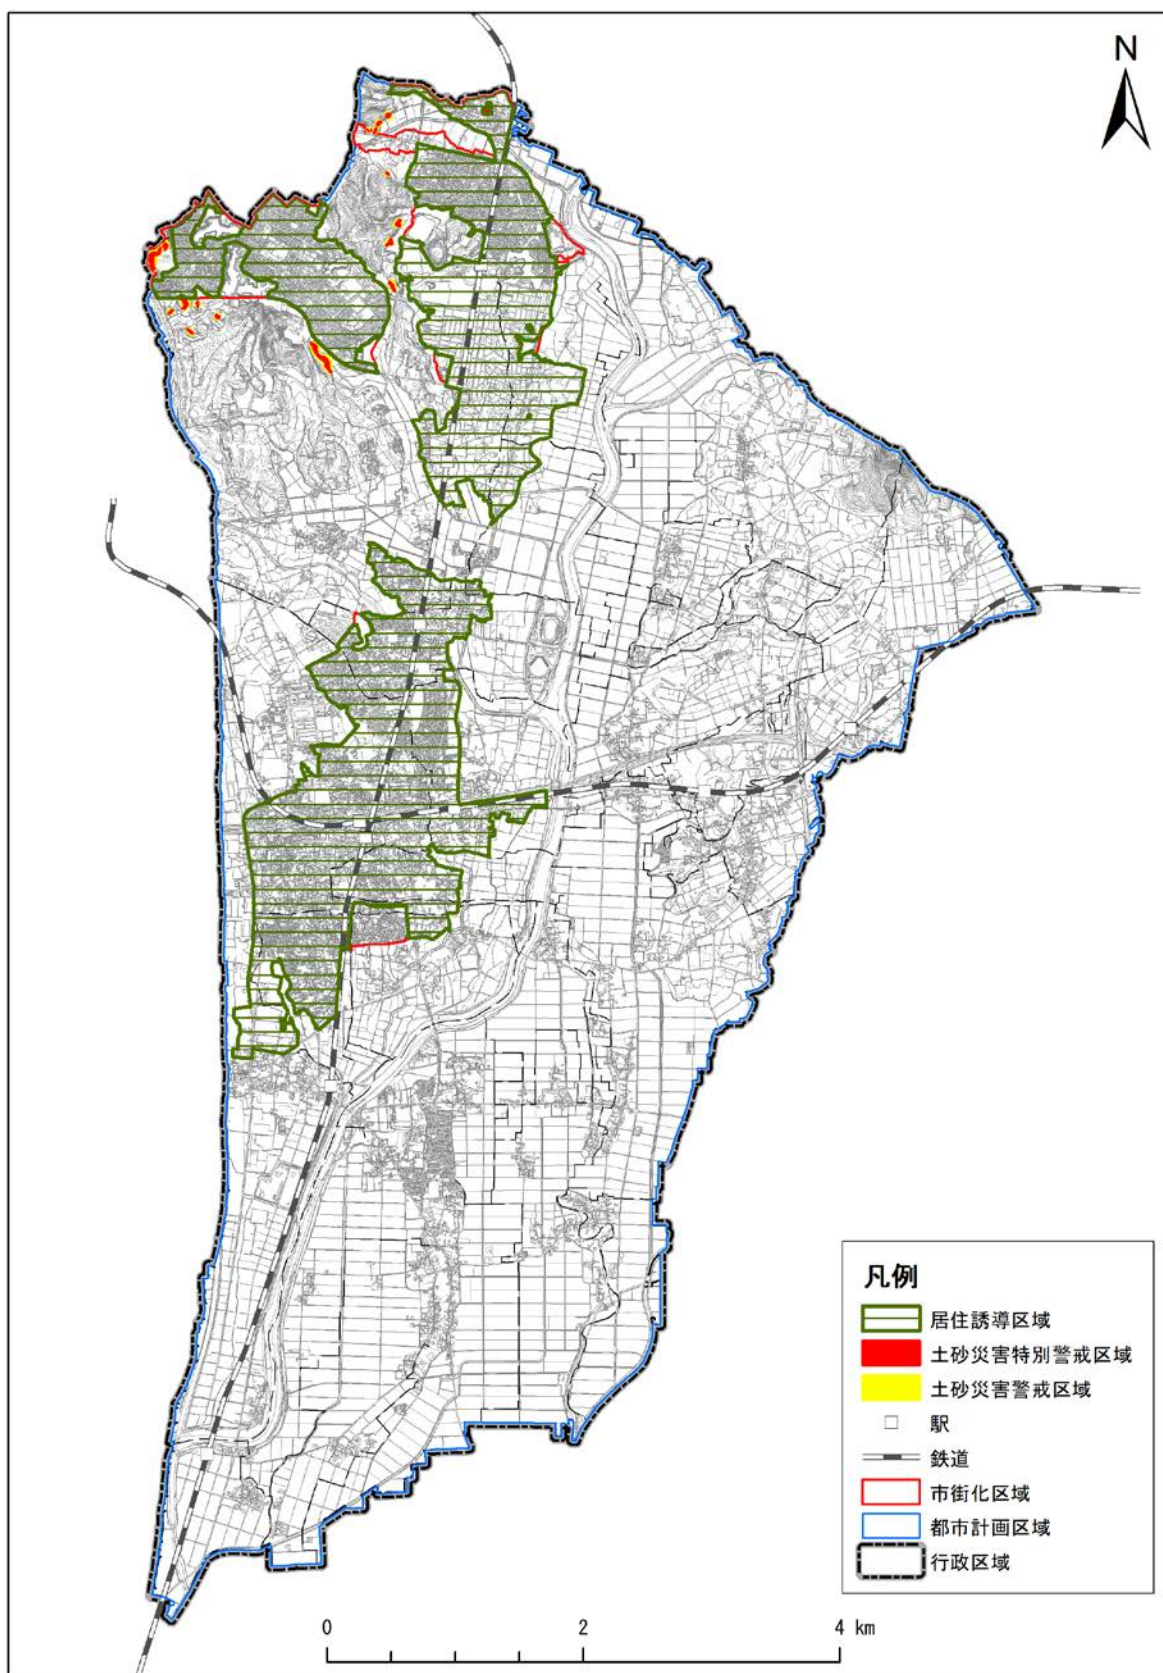 N
凡例
居住誘導区域
土砂災害特別警戒区域
土砂災害警戒区域
駅
鉄道
市街化区域
都市計画区域
行政区域
0 2 4 km